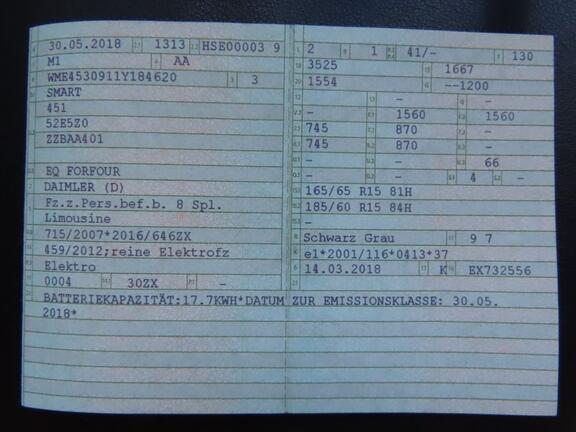 30.05.2018 1313 HSE00003 9
M1 AA
WME4530911Y184620 3
SMART
451
52E5Z0
ZZBAA401
EQ FORFOUR
DAIMLER (D)
Fz.z.Pers.bef.b. 8 Spl.
Limousine
715/2007*2016/646ZX
459/2012;reine Elektrofz
Elektro
0004 30ZX -
2 1 41/- 130
3525 1667
1554 --1200
- - -
- 1560 1560
745 870 -
745 870 -
- - 66
- - 4 -
165/65 R15 81H
185/60 R15 84H
-
Schwarz Grau 9 7
e1*2001/116*0413*37
14.03.2018 K EX732556
BATTERIEKAPAZITÄT:17.7KWH*DATUM ZUR EMISSIONSKLASSE: 30.05.
2018*